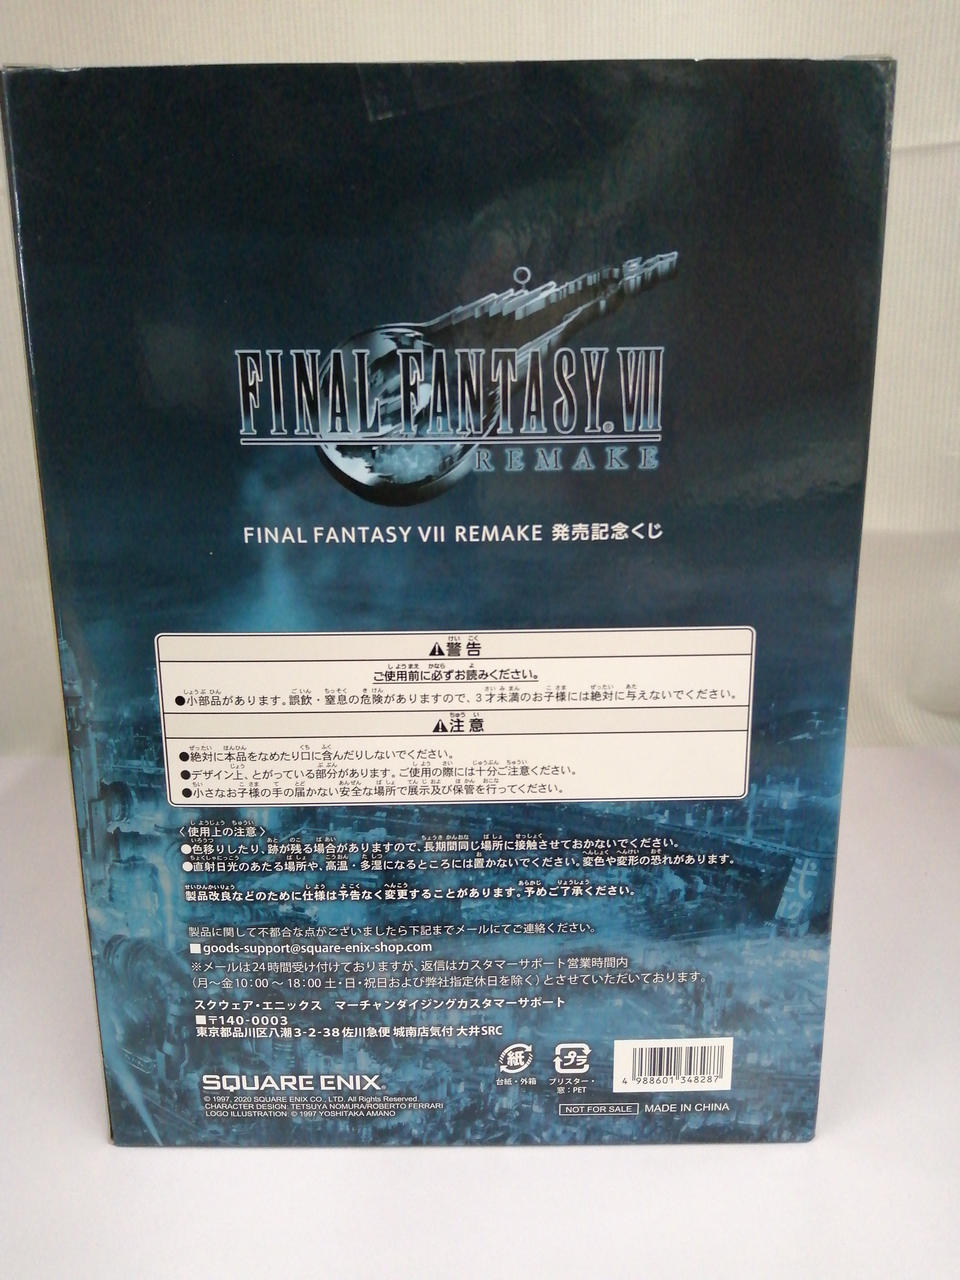 FINAL FANTASY. VII
REMAKE
FINAL FANTASY VII REMAKE 発売記念くじ
⚠警告
ご使用前に必ずお読みください。
●小部品があります。誤飲・窒息の危険がありますので、3才未満のお子様には絶対に与えないでください。
⚠注意
●絶対に本品をなめたり口に含んだりしないでください。
●デザイン上、とがっている部分があります。ご使用の際には十分ご注意ください。
●小さなお子様の手の届かない安全な場所で展示及び保管を行ってください。
〈使用上の注意〉
●色移りしたり、跡が残る場合がありますので、長期間同じ場所に接触させておかないでください。
●直射日光のあたる場所や、高温・多湿になるところには置かないでください。変色や変形の恐れがあります。
製品改良などのために仕様は予告なく変更することがあります。予めご了承ください。
製品に関して不都合な点がございましたら下記までメールにてご連絡ください。
■goods-support@square-enix-shop.com
※メールは24時間受け付けておりますが、返信はカスタマーサポート営業時間内
(月〜金10:00〜18:00 土・日・祝日および弊社指定休日を除く)とさせていただいております。
スクウェア・エニックス マーチャンダイジングカスタマーサポート
■〒140-0003
東京都品川区八潮3-2-38 佐川急便 城南店気付 大井SRC
紙
台紙・外箱
プラ
ブリスター・
窓:PET
4 988601 348287
SQUARE ENIX®
© 1997, 2020 SQUARE ENIX CO., LTD. All Rights Reserved.
CHARACTER DESIGN: TETSUYA NOMURA/ROBERTO FERRARI
LOGO ILLUSTRATION: © 1997 YOSHITAKA AMANO
NOT FOR SALE MADE IN CHINA